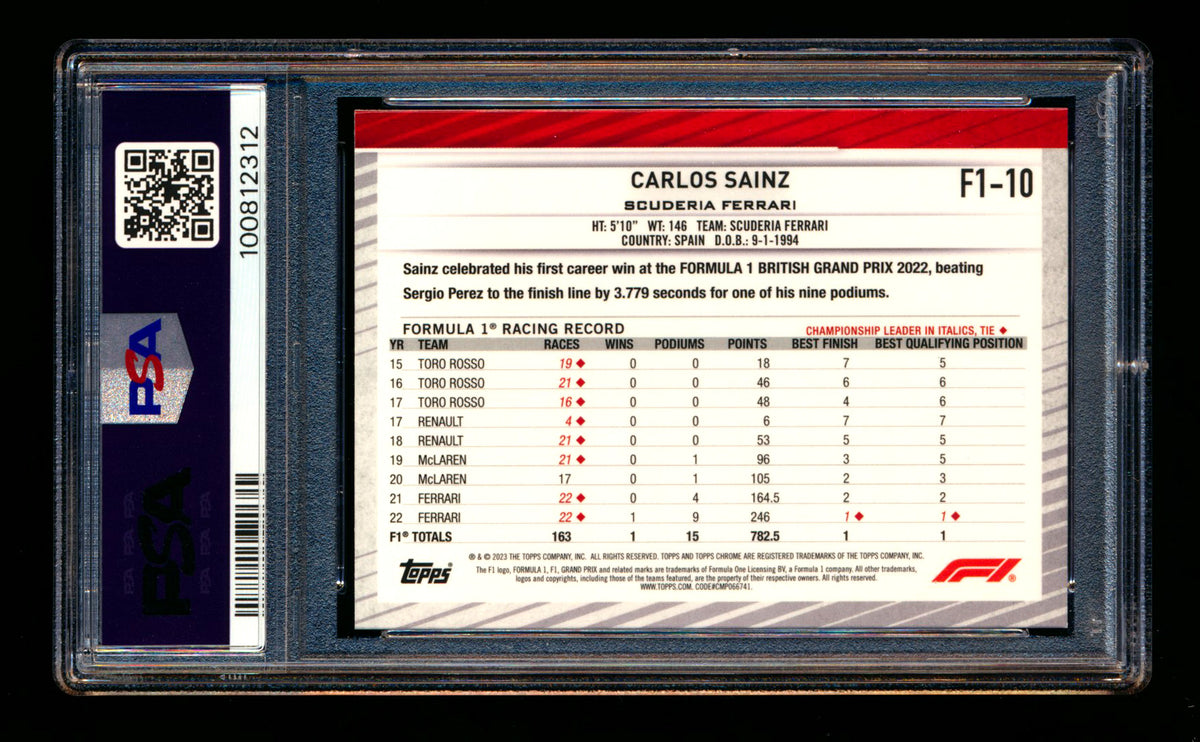 100812312
PSA
PSA
CARLOS SAINZ
F1-10
SCUDERIA FERRARI
HT: 5'10" WT: 146 TEAM: SCUDERIA FERRARI
COUNTRY: SPAIN D.O.B.: 9-1-1994
Sainz celebrated his first career win at the FORMULA 1 BRITISH GRAND PRIX 2022, beating
Sergio Perez to the finish line by 3.779 seconds for one of his nine podiums.
FORMULA 1® RACING RECORD
CHAMPIONSHIP LEADER IN ITALICS, TIE ◆
YR TEAM RACES WINS PODIUMS POINTS BEST FINISH BEST QUALIFYING POSITION
15 TORO ROSSO 19 ◆ 0 0 18 7 5
16 TORO ROSSO 21 ◆ 0 0 46 6 6
17 TORO ROSSO 16 ◆ 0 0 48 4 6
17 RENAULT 4 ◆ 0 0 6 7 7
18 RENAULT 21 ◆ 0 0 53 5 5
19 McLAREN 21 ◆ 0 1 96 3 5
20 McLAREN 17 0 1 105 2 3
21 FERRARI 22 ◆ 0 4 164.5 2 2
22 FERRARI 22 ◆ 1 9 246 1 ◆ 1 ◆
F1® TOTALS 163 1 15 782.5 1 1
® & © 2023 THE TOPPS COMPANY, INC. ALL RIGHTS RESERVED. TOPPS AND TOPPS CHROME ARE REGISTERED TRADEMARKS OF THE TOPPS COMPANY, INC.
The F1 logo, FORMULA 1, F1, GRAND PRIX and related marks are trademarks of Formula One Licensing BV, a Formula 1 company. All other trademarks,
logos and copyrights, including those of the teams featured, are the property of their respective owners. All rights reserved.
WWW.TOPPS.COM. CODE#CMP066741.
topps®
F1®